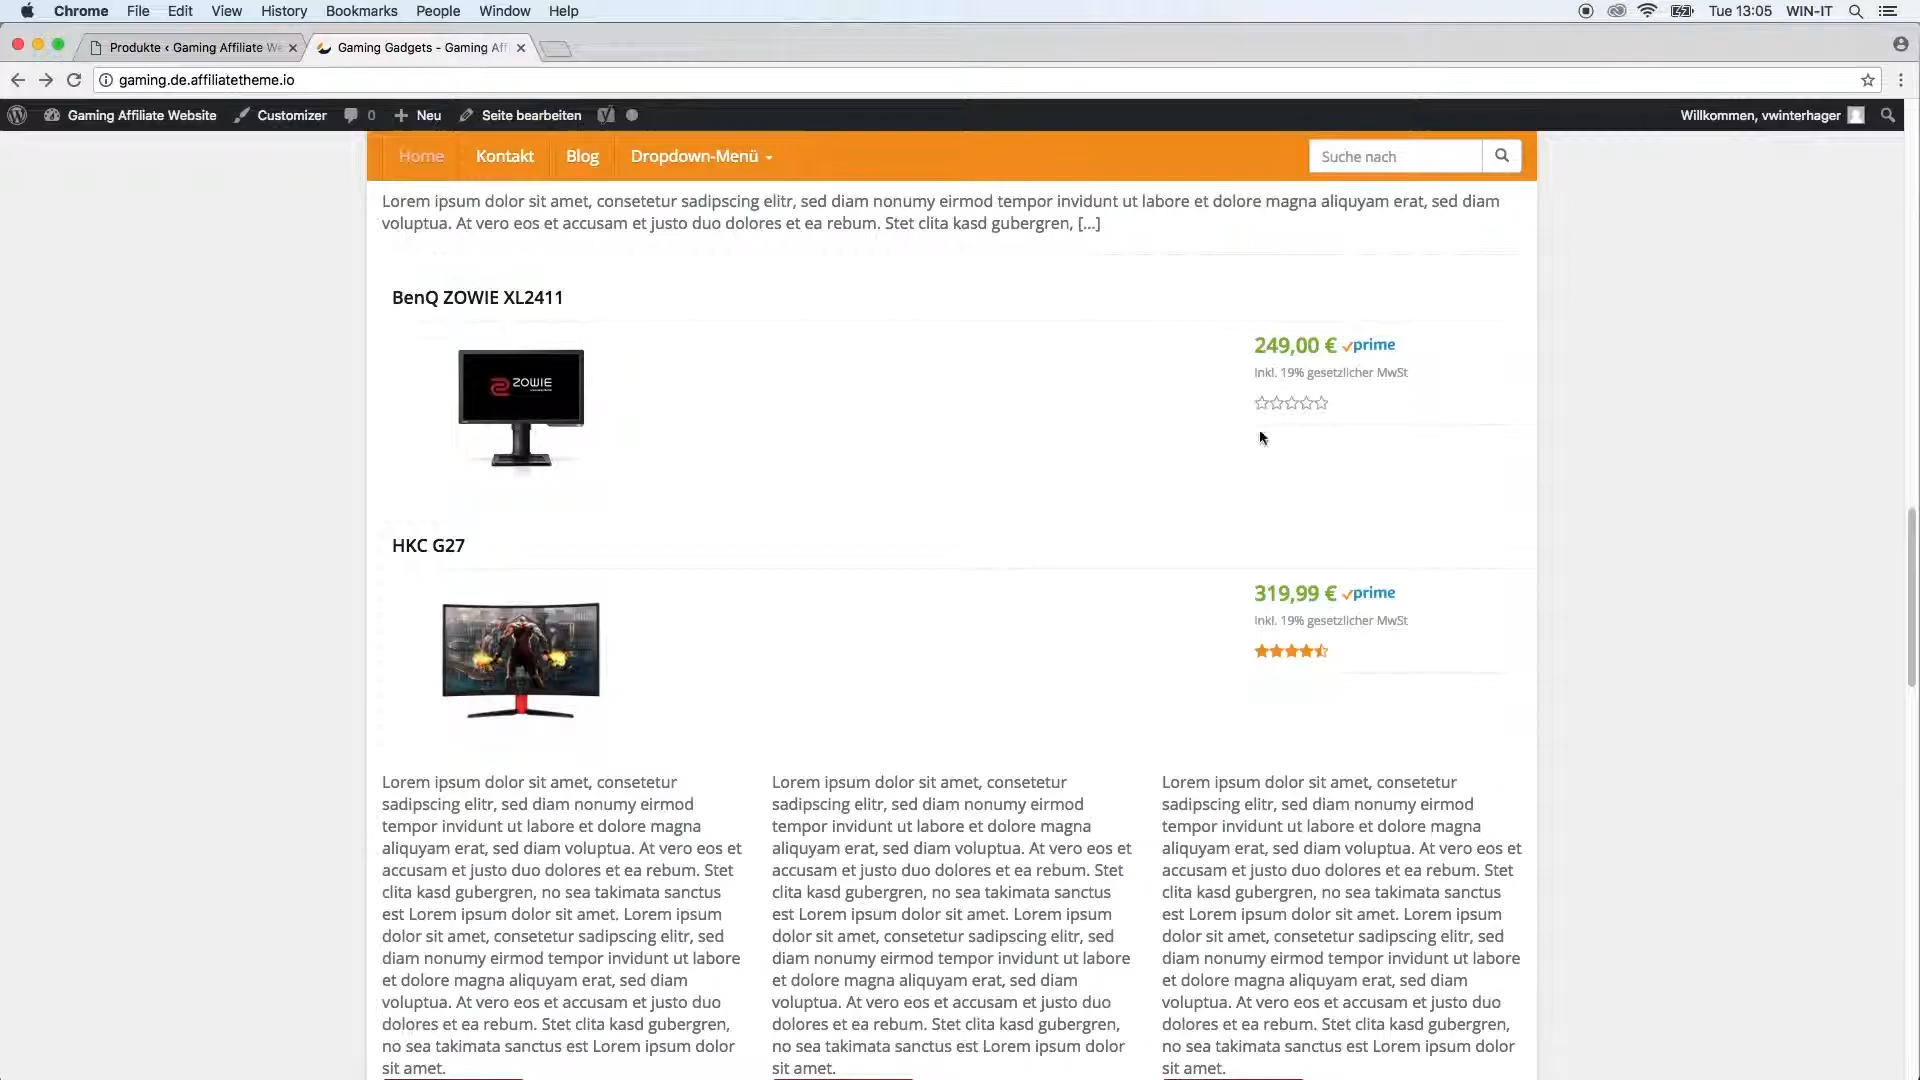 Chrome File Edit View History Bookmarks People Window Help Tue 13:05 WIN-IT
Produkte ‹ Gaming Affiliate We
Gaming Gadgets - Gaming Aff
gaming.de.affiliatetheme.io
Gaming Affiliate Website Customizer 0 Neu Seite bearbeiten Willkommen, vwinterhager
Home Kontakt Blog Dropdown-Menü Suche nach
Lorem ipsum dolor sit amet, consetetur sadipscing elitr, sed diam nonumy eirmod tempor invidunt ut labore et dolore magna aliquyam erat, sed diam
voluptua. At vero eos et accusam et justo duo dolores et ea rebum. Stet clita kasd gubergren, [...]
BenQ ZOWIE XL2411
ZOWIE
249,00 € prime
Inkl. 19% gesetzlicher MwSt
HKC G27
319,99 € prime
Inkl. 19% gesetzlicher MwSt
Lorem ipsum dolor sit amet, consetetur
sadipscing elitr, sed diam nonumy eirmod
tempor invidunt ut labore et dolore magna
aliquyam erat, sed diam voluptua. At vero eos et
accusam et justo duo dolores et ea rebum. Stet
clita kasd gubergren, no sea takimata sanctus
est Lorem ipsum dolor sit amet. Lorem ipsum
dolor sit amet, consetetur sadipscing elitr, sed
diam nonumy eirmod tempor invidunt ut labore
et dolore magna aliquyam erat, sed diam
voluptua. At vero eos et accusam et justo duo
dolores et ea rebum. Stet clita kasd gubergren,
no sea takimata sanctus est Lorem ipsum dolor
sit amet.
Lorem ipsum dolor sit amet, consetetur
sadipscing elitr, sed diam nonumy eirmod
tempor invidunt ut labore et dolore magna
aliquyam erat, sed diam voluptua. At vero eos et
accusam et justo duo dolores et ea rebum. Stet
clita kasd gubergren, no sea takimata sanctus
est Lorem ipsum dolor sit amet. Lorem ipsum
dolor sit amet, consetetur sadipscing elitr, sed
diam nonumy eirmod tempor invidunt ut labore
et dolore magna aliquyam erat, sed diam
voluptua. At vero eos et accusam et justo duo
dolores et ea rebum. Stet clita kasd gubergren,
no sea takimata sanctus est Lorem ipsum dolor
sit amet.
Lorem ipsum dolor sit amet, consetetur
sadipscing elitr, sed diam nonumy eirmod
tempor invidunt ut labore et dolore magna
aliquyam erat, sed diam voluptua. At vero eos et
accusam et justo duo dolores et ea rebum. Stet
clita kasd gubergren, no sea takimata sanctus
est Lorem ipsum dolor sit amet. Lorem ipsum
dolor sit amet, consetetur sadipscing elitr, sed
diam nonumy eirmod tempor invidunt ut labore
et dolore magna aliquyam erat, sed diam
voluptua. At vero eos et accusam et justo duo
dolores et ea rebum. Stet clita kasd gubergren,
no sea takimata sanctus est Lorem ipsum dolor
sit amet.